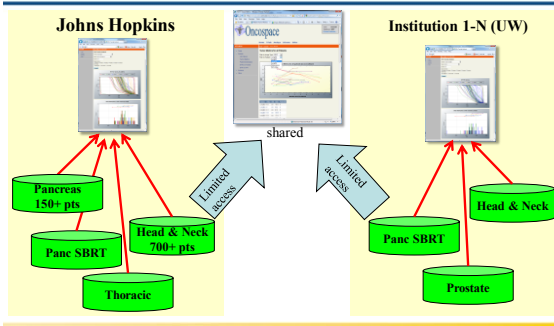 Johns Hopkins
Oncospace
Institution 1-N (UW)
shared
Limited
access
Limited
access
Pancreas
150+ pts
Head & Neck
700+ pts
Panc SBRT
Thoracic
Head & Neck
Panc SBRT
Prostate